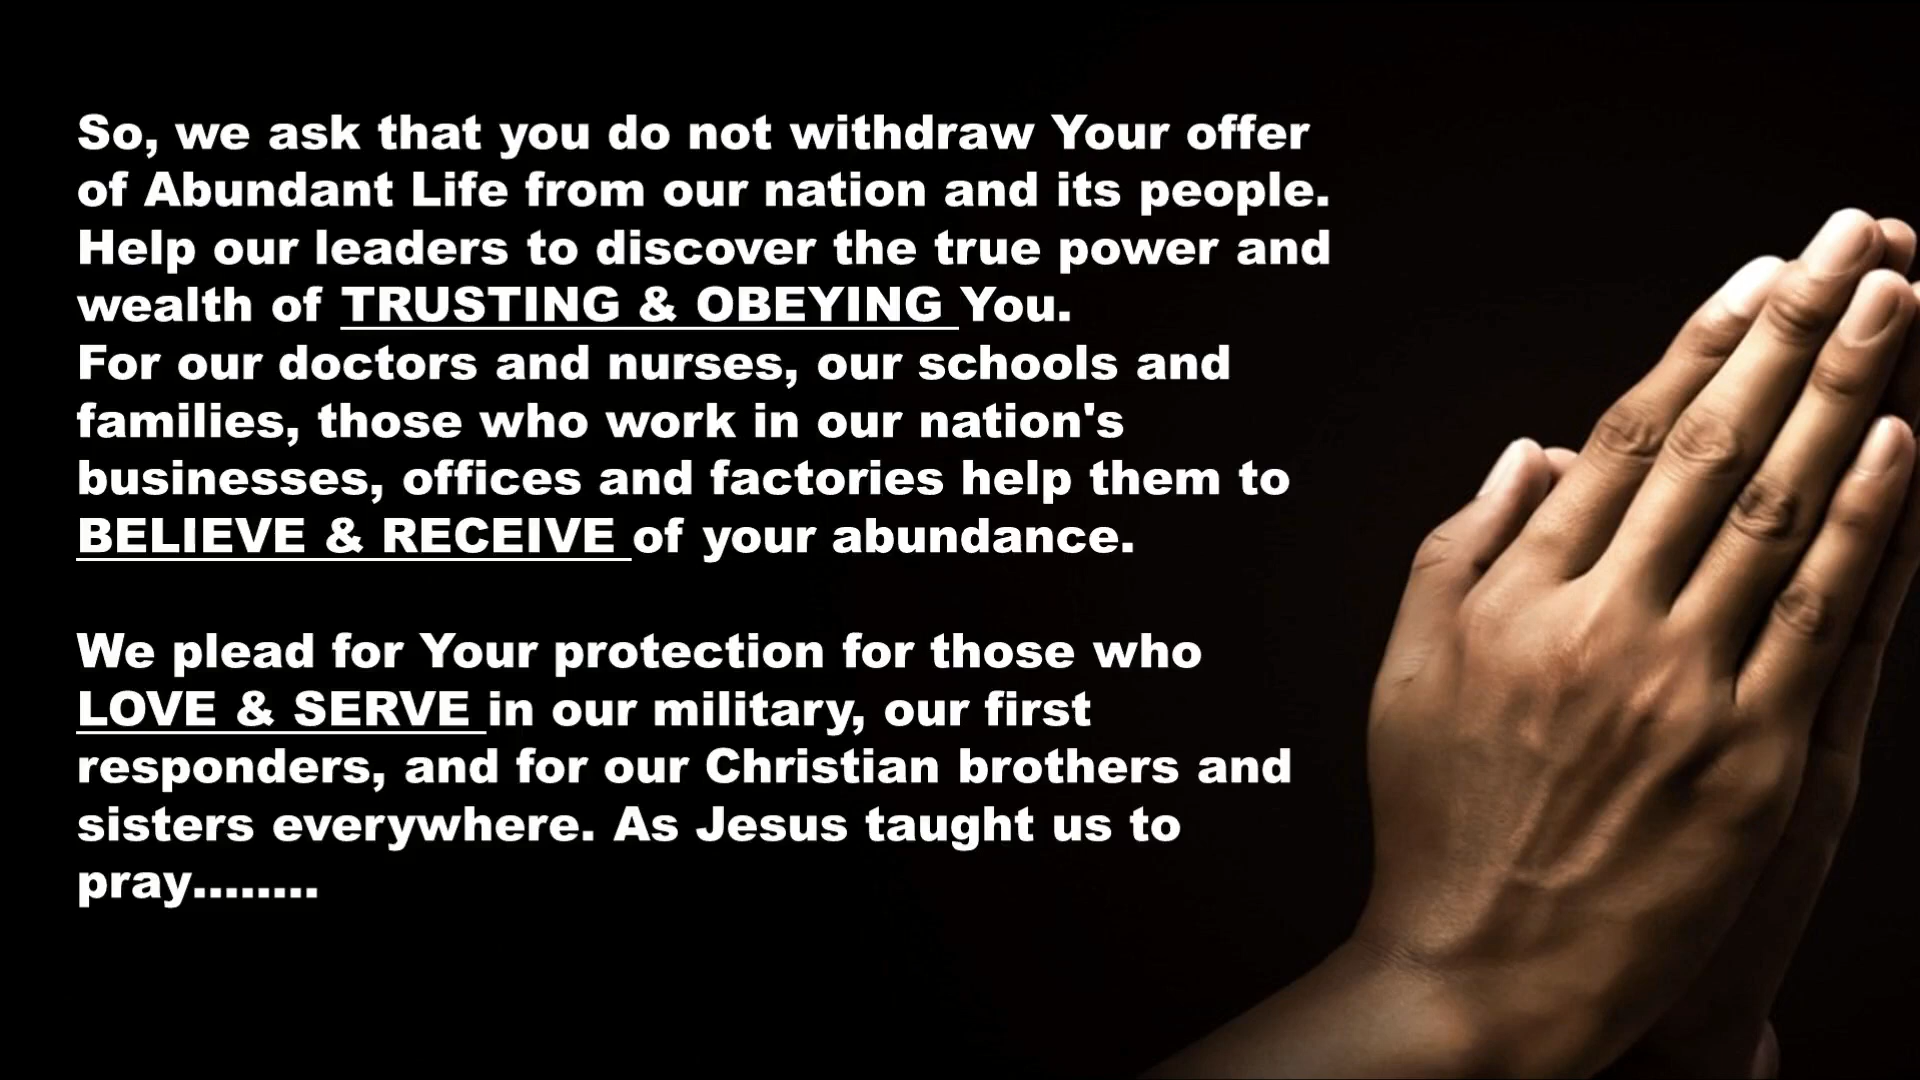 So, we ask that you do not withdraw Your offer
of Abundant Life from our nation and its people.
Help our leaders to discover the true power and
wealth of TRUSTING & OBEYING You.
For our doctors and nurses, our schools and
families, those who work in our nation's
businesses, offices and factories help them to
BELIEVE & RECEIVE of your abundance.
We plead for Your protection for those who
LOVE & SERVE in our military, our first
responders, and for our Christian brothers and
sisters everywhere. As Jesus taught us to
pray........